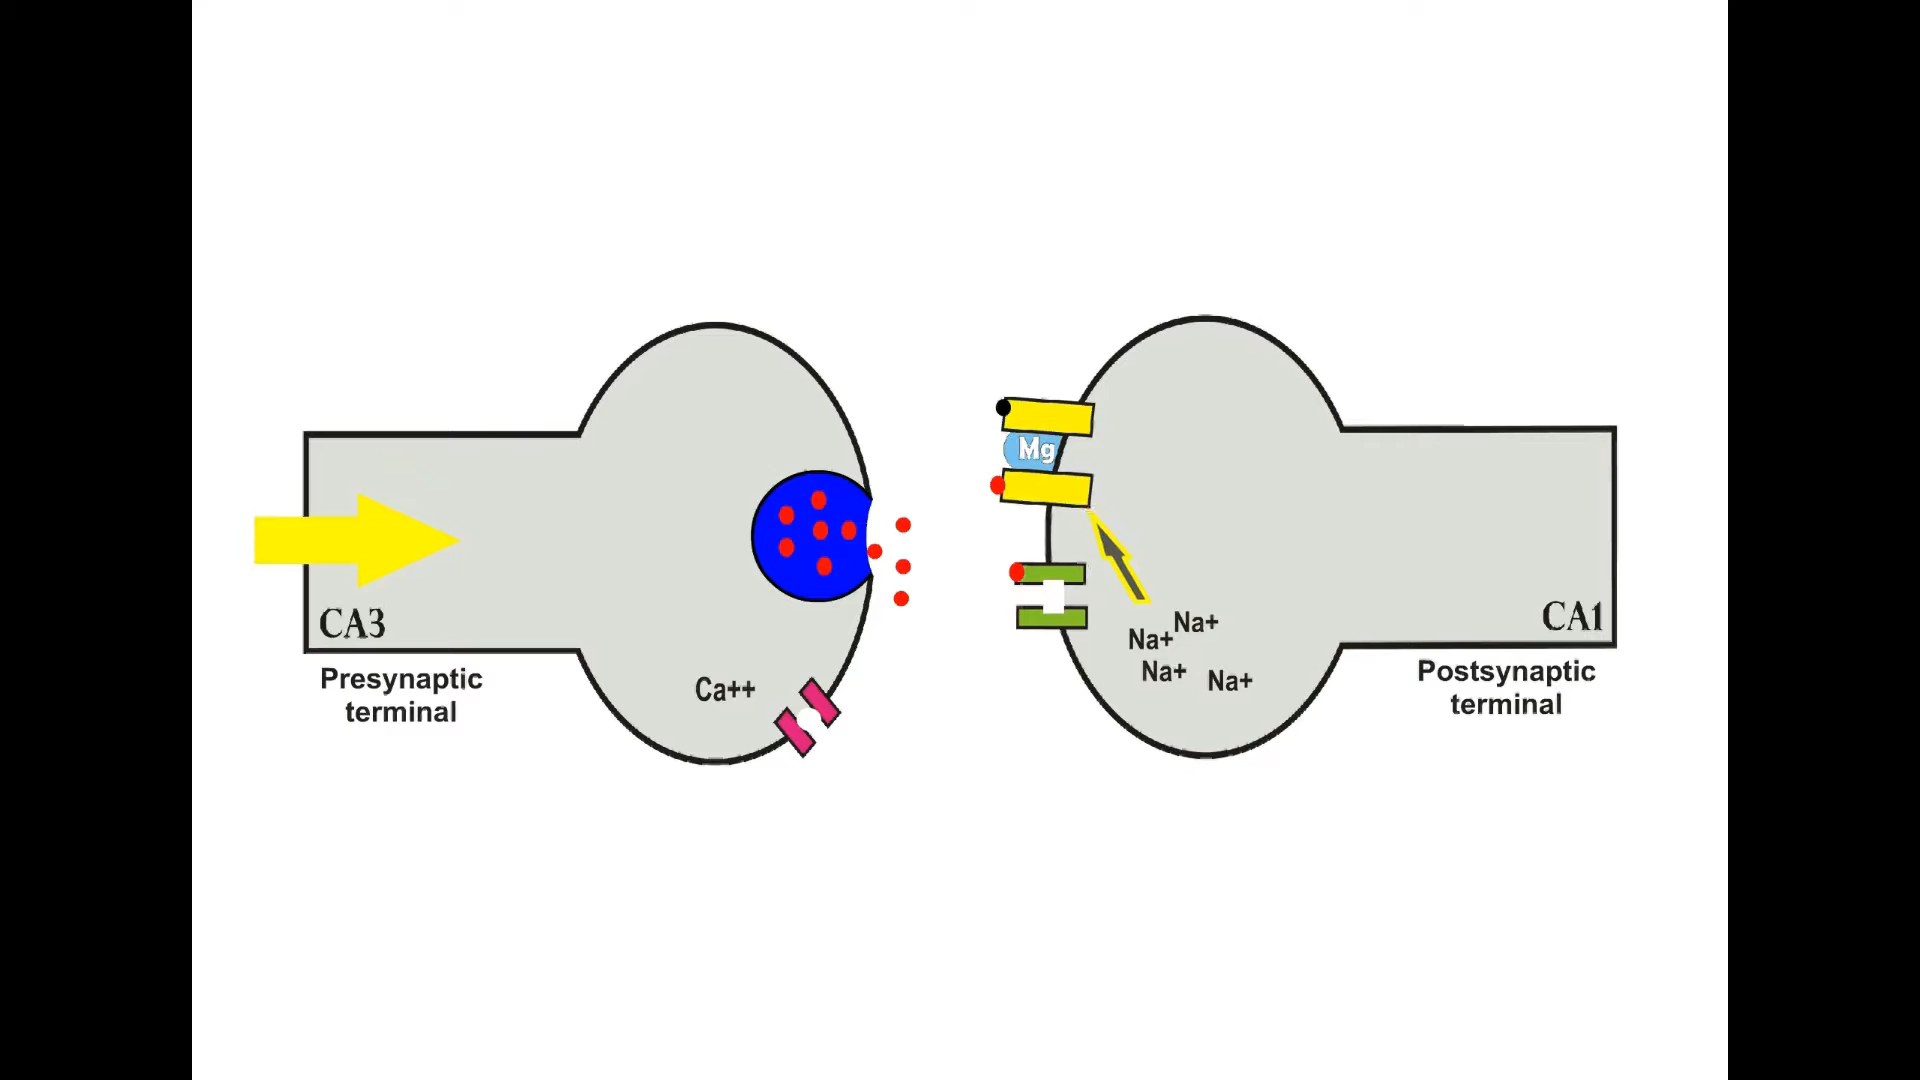 Mg
CA3
Presynaptic
terminal
Ca++
Na+
Na+
Na+
Na+
CA1
Postsynaptic
terminal